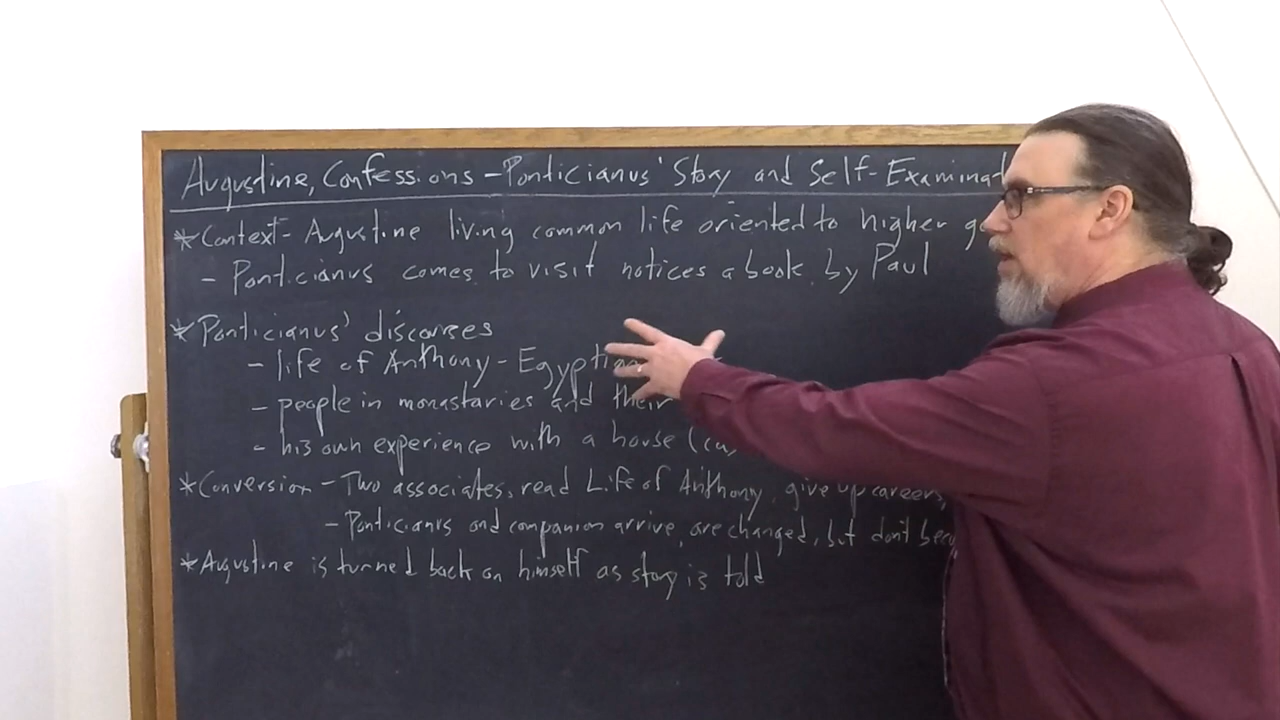 Augustine, Confessions - Ponticianus' Story and Self-Examinat
* Context - Augustine living common life oriented to higher
- Ponticianus comes to visit notices a book by Paul
* Ponticianus' discourses
- life of Anthony - Egyptian
- people in monastaries and their
- his own experience with a house
* Conversion - Two associates, read Life of Anthony, give up careers,
- Ponticianus and companion arrive, are changed, but don't
* Augustine is turned back on himself as story is told